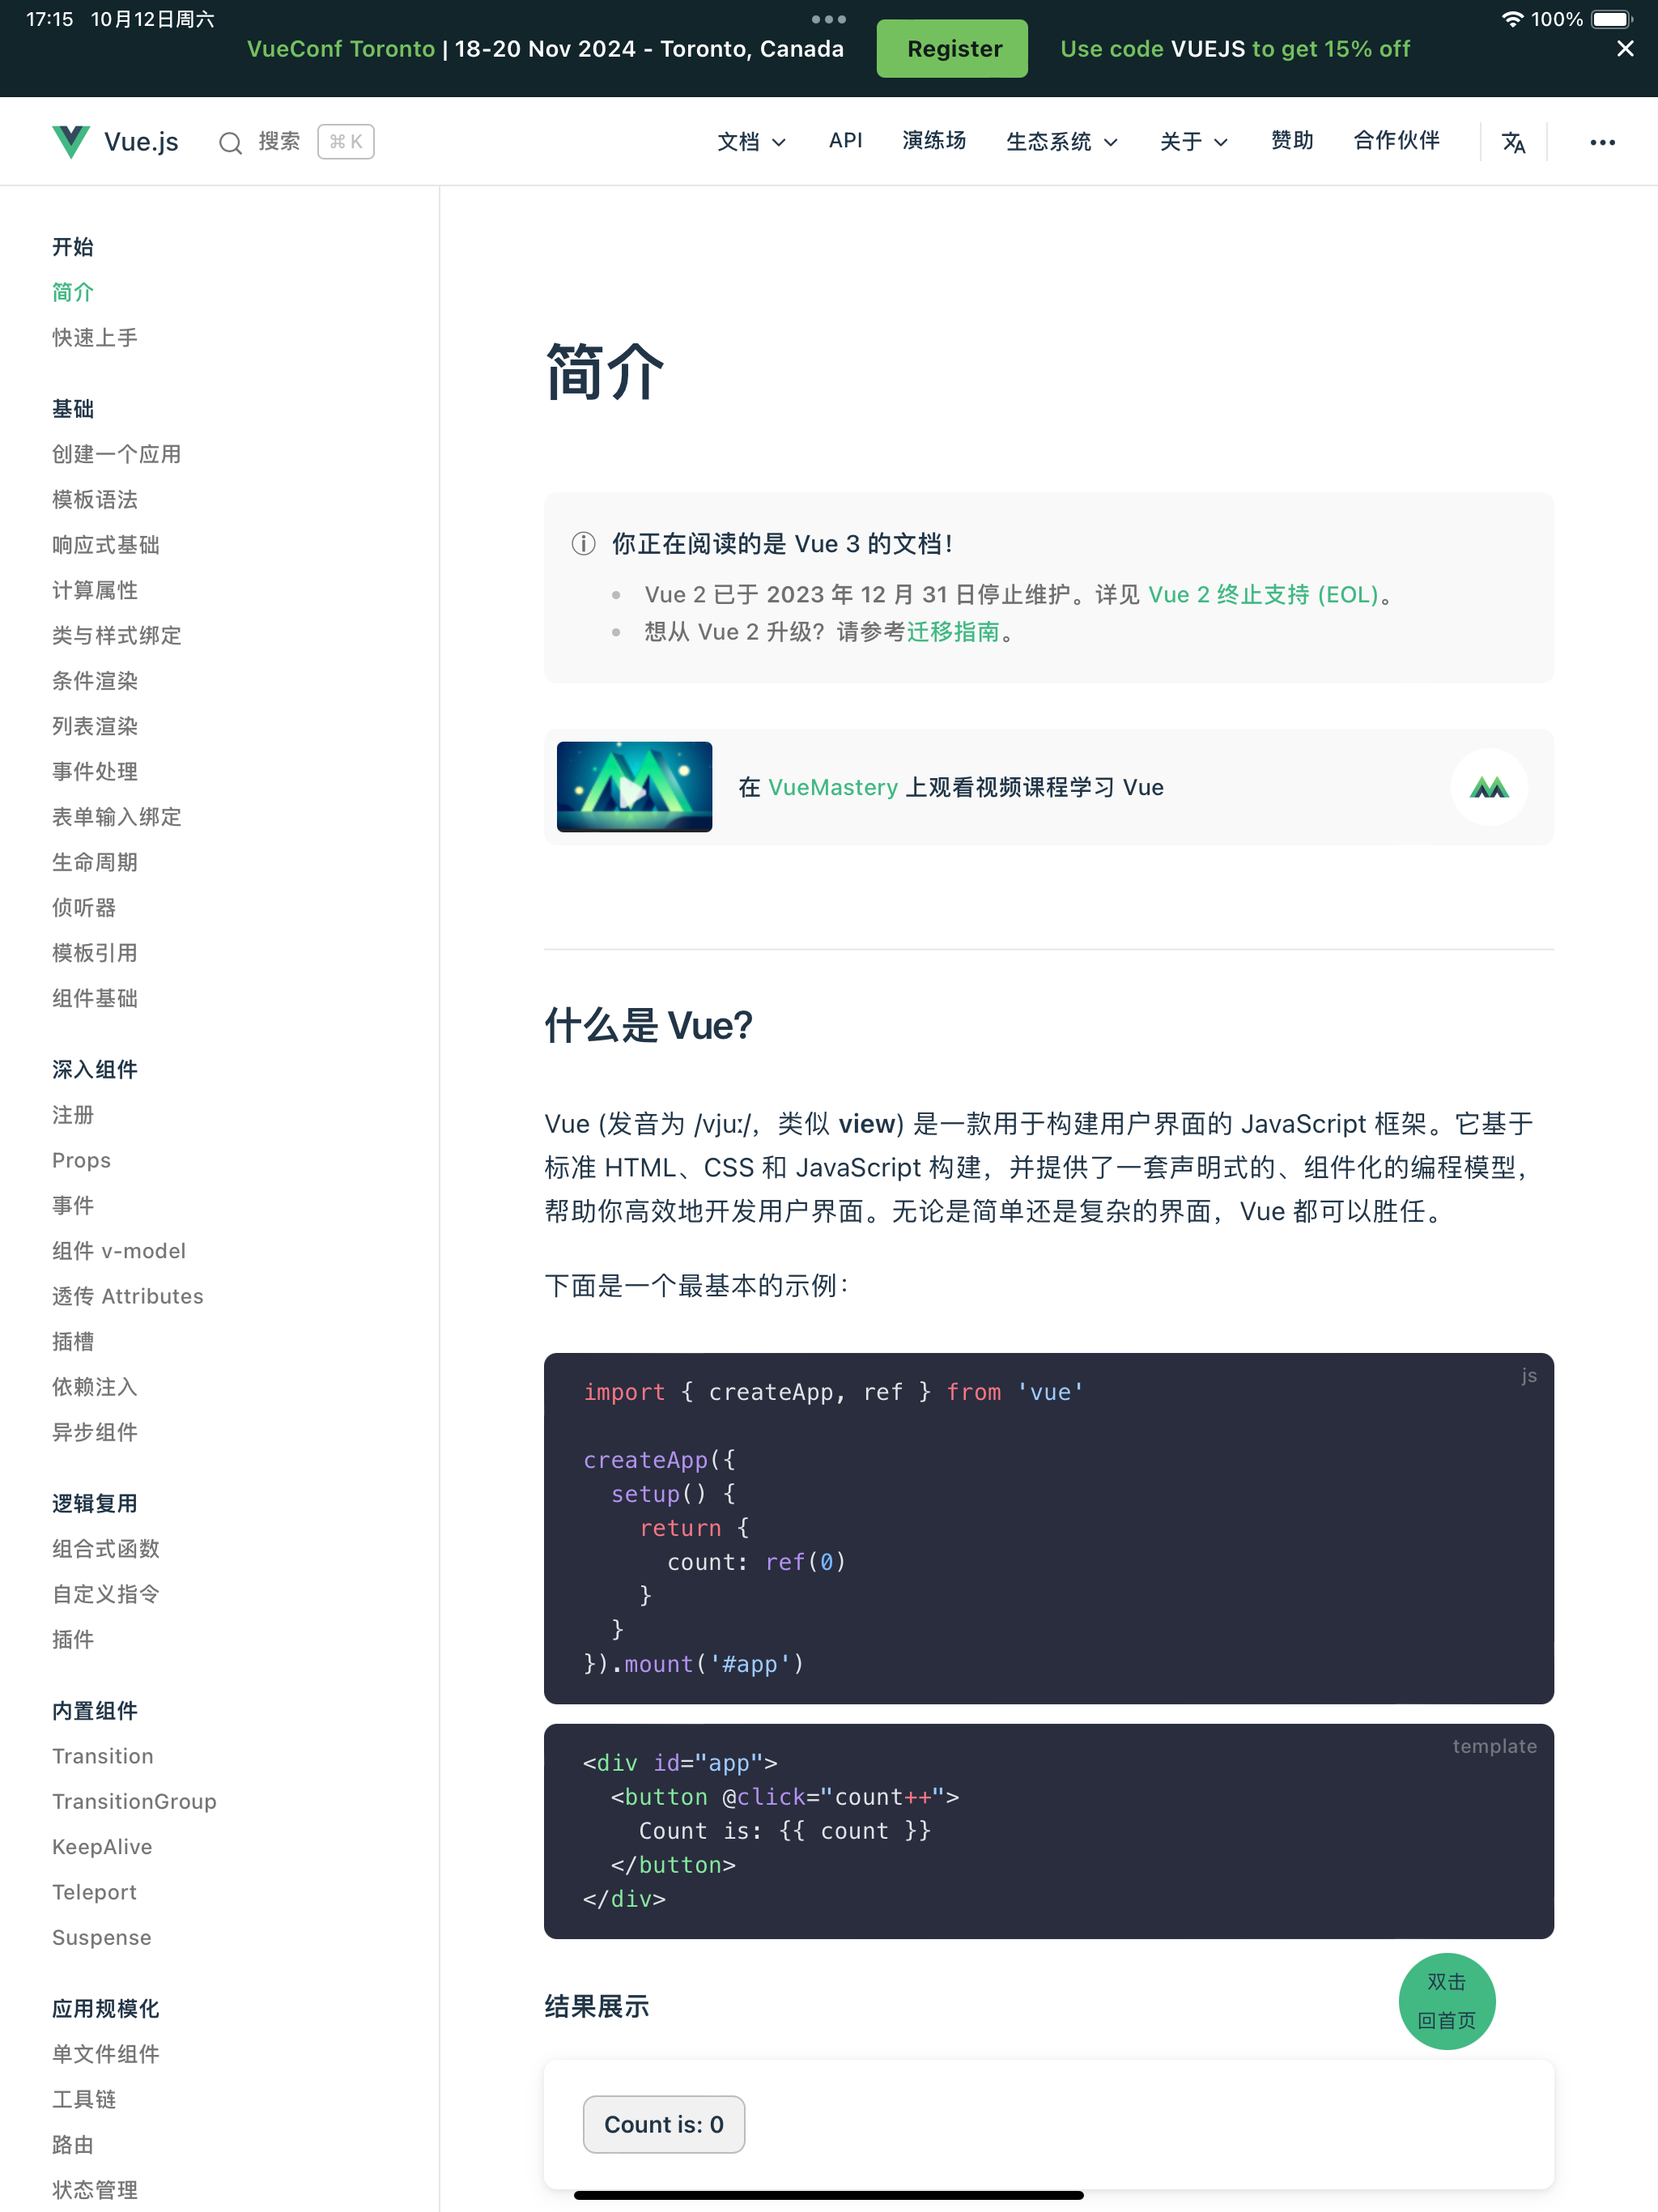 17:15 10月12日周六
100%
VueConf Toronto | 18-20 Nov 2024 - Toronto, Canada Register Use code VUEJS to get 15% off
Vue.js 搜索 ⌘ K 文档 API 演练场 生态系统 关于 赞助 合作伙伴
开始
简介
快速上手
基础
创建一个应用
模板语法
响应式基础
计算属性
类与样式绑定
条件渲染
列表渲染
事件处理
表单输入绑定
生命周期
侦听器
模板引用
组件基础
深入组件
注册
Props
事件
组件 v-model
透传 Attributes
插槽
依赖注入
异步组件
逻辑复用
组合式函数
自定义指令
插件
内置组件
Transition
TransitionGroup
KeepAlive
Teleport
Suspense
应用规模化
单文件组件
工具链
路由
状态管理
简介
你正在阅读的是 Vue 3 的文档！
Vue 2 已于 2023 年 12 月 31 日停止维护。详见 Vue 2 终止支持 (EOL)。
想从 Vue 2 升级？请参考迁移指南。
在 VueMastery 上观看视频课程学习 Vue
什么是 Vue?
Vue (发音为 /vjuː/，类似 view) 是一款用于构建用户界面的 JavaScript 框架。它基于
标准 HTML、CSS 和 JavaScript 构建，并提供了一套声明式的、组件化的编程模型，
帮助你高效地开发用户界面。无论是简单还是复杂的界面，Vue 都可以胜任。
下面是一个最基本的示例：
js
import { createApp, ref } from 'vue'
createApp({
  setup() {
    return {
      count: ref(0)
    }
  }
}).mount('#app')
template
<div id="app">
  <button @click="count++">
    Count is: {{ count }}
  </button>
</div>
结果展示
双击
回首页
Count is: 0